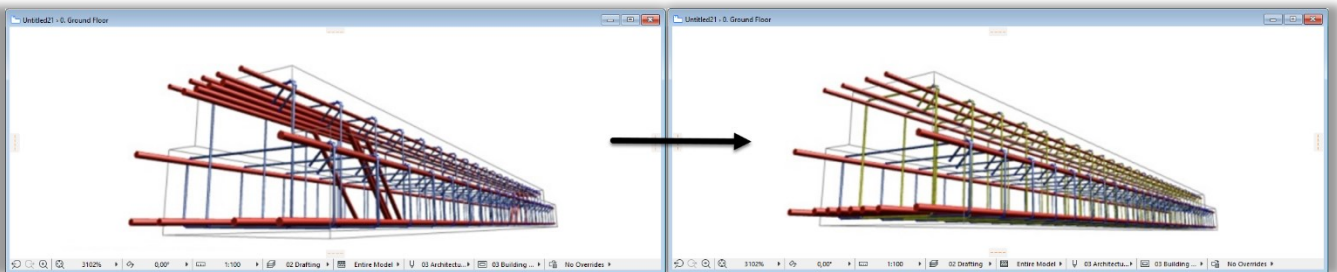 Untitled21 - 0. Ground Floor
3102% 0,00° 1:100 02 Drafting Entire Model 03 Architectu... 03 Building ... No Overrides
Untitled21 - 0. Ground Floor
3102% 0,00° 1:100 02 Drafting Entire Model 03 Architectu... 03 Building ... No Overrides